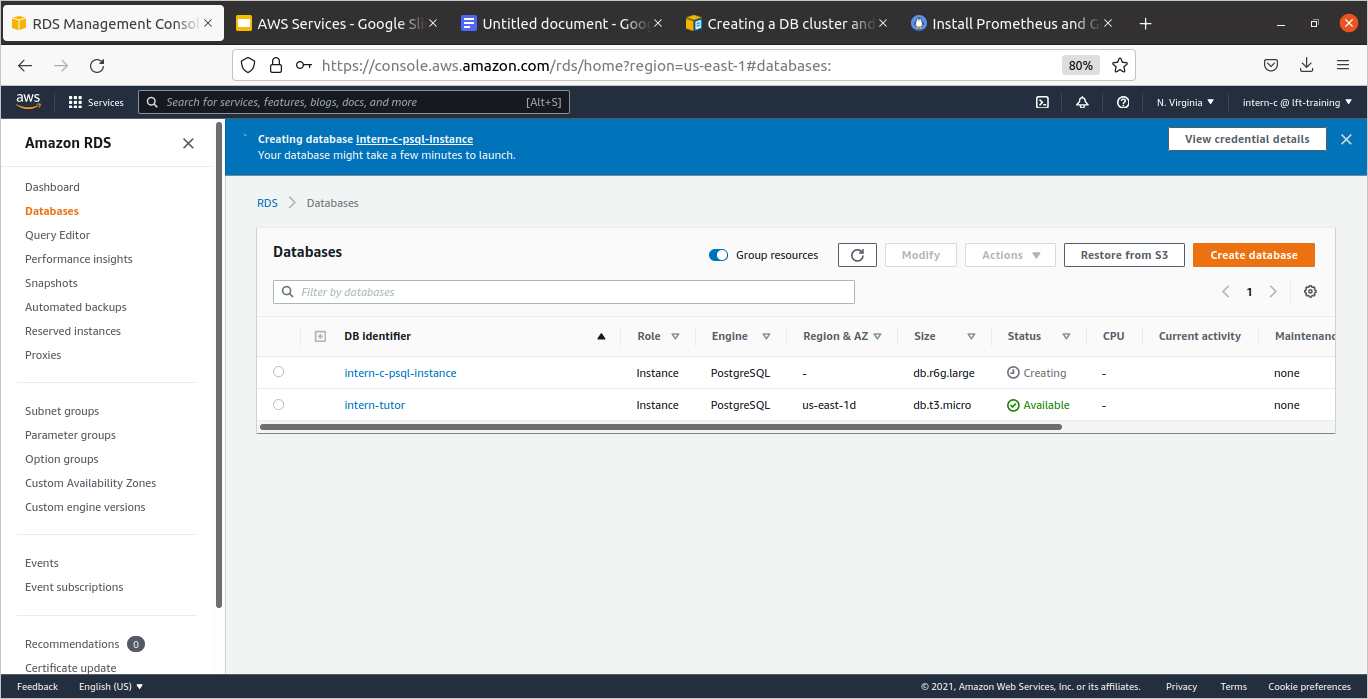 RDS Management Consol
AWS Services - Google Sli
Untitled document - Goog
Creating a DB cluster and
Install Prometheus and G
https://console.aws.amazon.com/rds/home?region=us-east-1#databases:
80%
aws
Services
Search for services, features, blogs, docs, and more
[Alt+S]
N. Virginia
intern-c @ lft-training
Amazon RDS
Dashboard
Databases
Query Editor
Performance insights
Snapshots
Automated backups
Reserved instances
Proxies
Subnet groups
Parameter groups
Option groups
Custom Availability Zones
Custom engine versions
Events
Event subscriptions
Recommendations 0
Certificate update
Creating database intern-c-psql-instance
Your database might take a few minutes to launch.
View credential details
RDS > Databases
Databases
Group resources
Modify
Actions
Restore from S3
Create database
Filter by databases
1
DB identifier Role Engine Region & AZ Size Status CPU Current activity Maintenanc
intern-c-psql-instance Instance PostgreSQL - db.r6g.large Creating - none
intern-tutor Instance PostgreSQL us-east-1d db.t3.micro Available - none
Feedback English (US) © 2021, Amazon Web Services, Inc. or its affiliates. Privacy Terms Cookie preferences